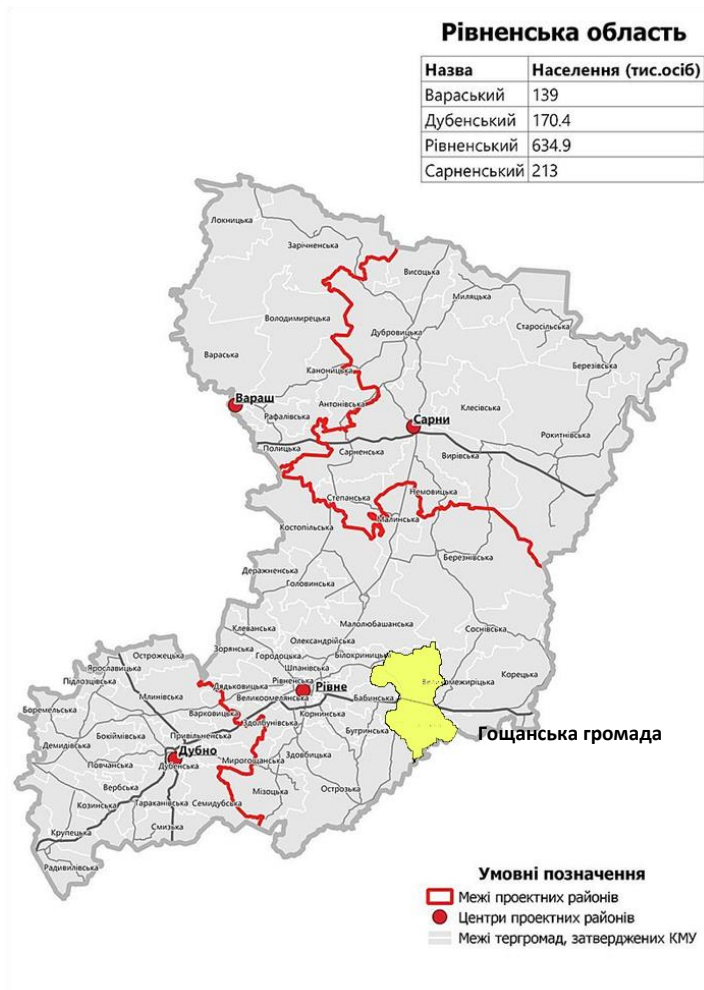 Рівненська область
Назва Населення (тис.осіб)
Вараський 139
Дубенський 170.4
Рівненський 634.9
Сарненський 213
Локницька
Зарічненська
Висоцька
Миляцька
Володимирецька
Дубровицька
Старосільська
Вараська
Березівська
Каноницька
Вараш
Антонівська
Рафалівська
Клесівська
Сарни
Рокитнівська
Полицька
Сарненська
Вирівська
Степанська
Немовицька
Костопільська
Малинська
Березнівська
Деражненська
Головинська
Малолюбашанська
Клеванська
Соснівська
Олександрійська
Зорянська
Городоцька
Острожецька
Шпанівська
Ярославицька
Підлозцівська
Дядьковицька
Рівненська
Рівне
Корецька
Млинівська
Великоомелянська
Бабинська
Боремельська
Варковицька
Корнинська
Здолбунівська
Бугринська
Гощанська громада
Привільненська
Бокіймівська
Демидівська
Дубно
Здовбицька
Повчанська
Дубенська
Мирогощанська
Вербська
Мізоцька
Острозька
Козинська
Тараканівська
Семидубська
Смизька
Крупецька
Радивилівська
Умовні позначення
Межі проектних районів
Центри проектних районів
Межі тергромад, затверджених КМУ